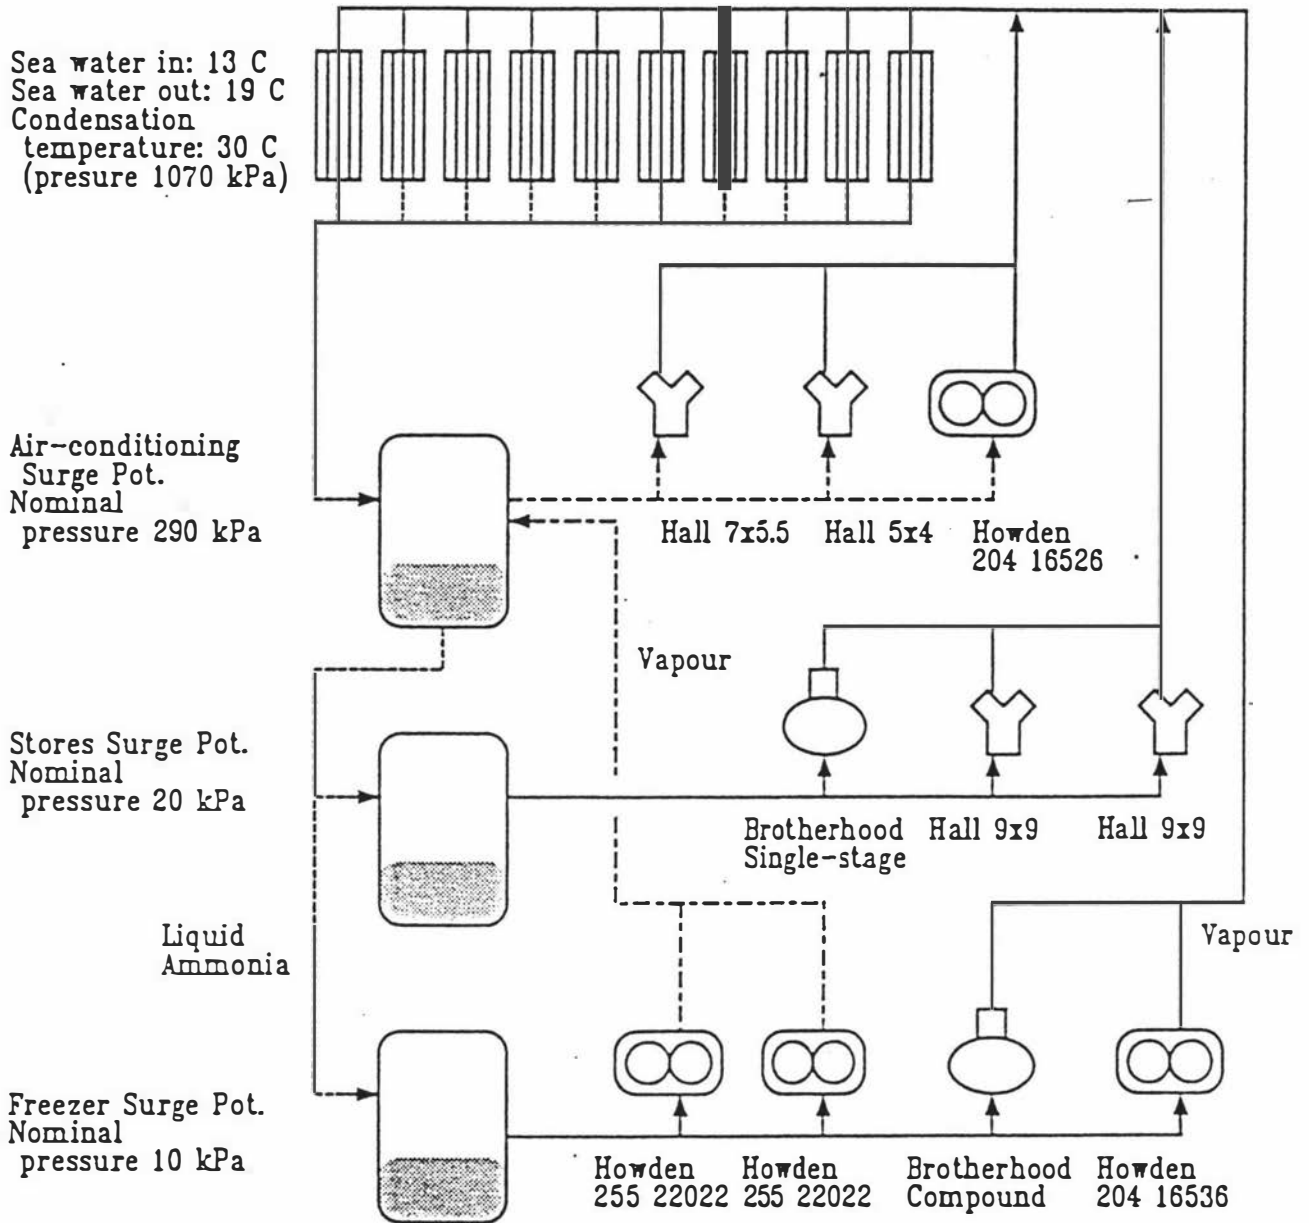 Sea water in: 13 C
Sea water out: 19 C
Condensation
temperature: 30 C
(presure 1070 kPa)
Air-conditioning
Surge Pot.
Nominal
pressure 290 kPa
Hall 7x5.5
Hall 5x4
Howden
204 16526
Vapour
Stores Surge Pot.
Nominal
pressure 20 kPa
Brotherhood
Single-stage
Hall 9x9
Hall 9x9
Liquid
Ammonia
Vapour
Freezer Surge Pot.
Nominal
pressure 10 kPa
Howden
255 22022
Howden
255 22022
Brotherhood
Compound
Howden
204 16536